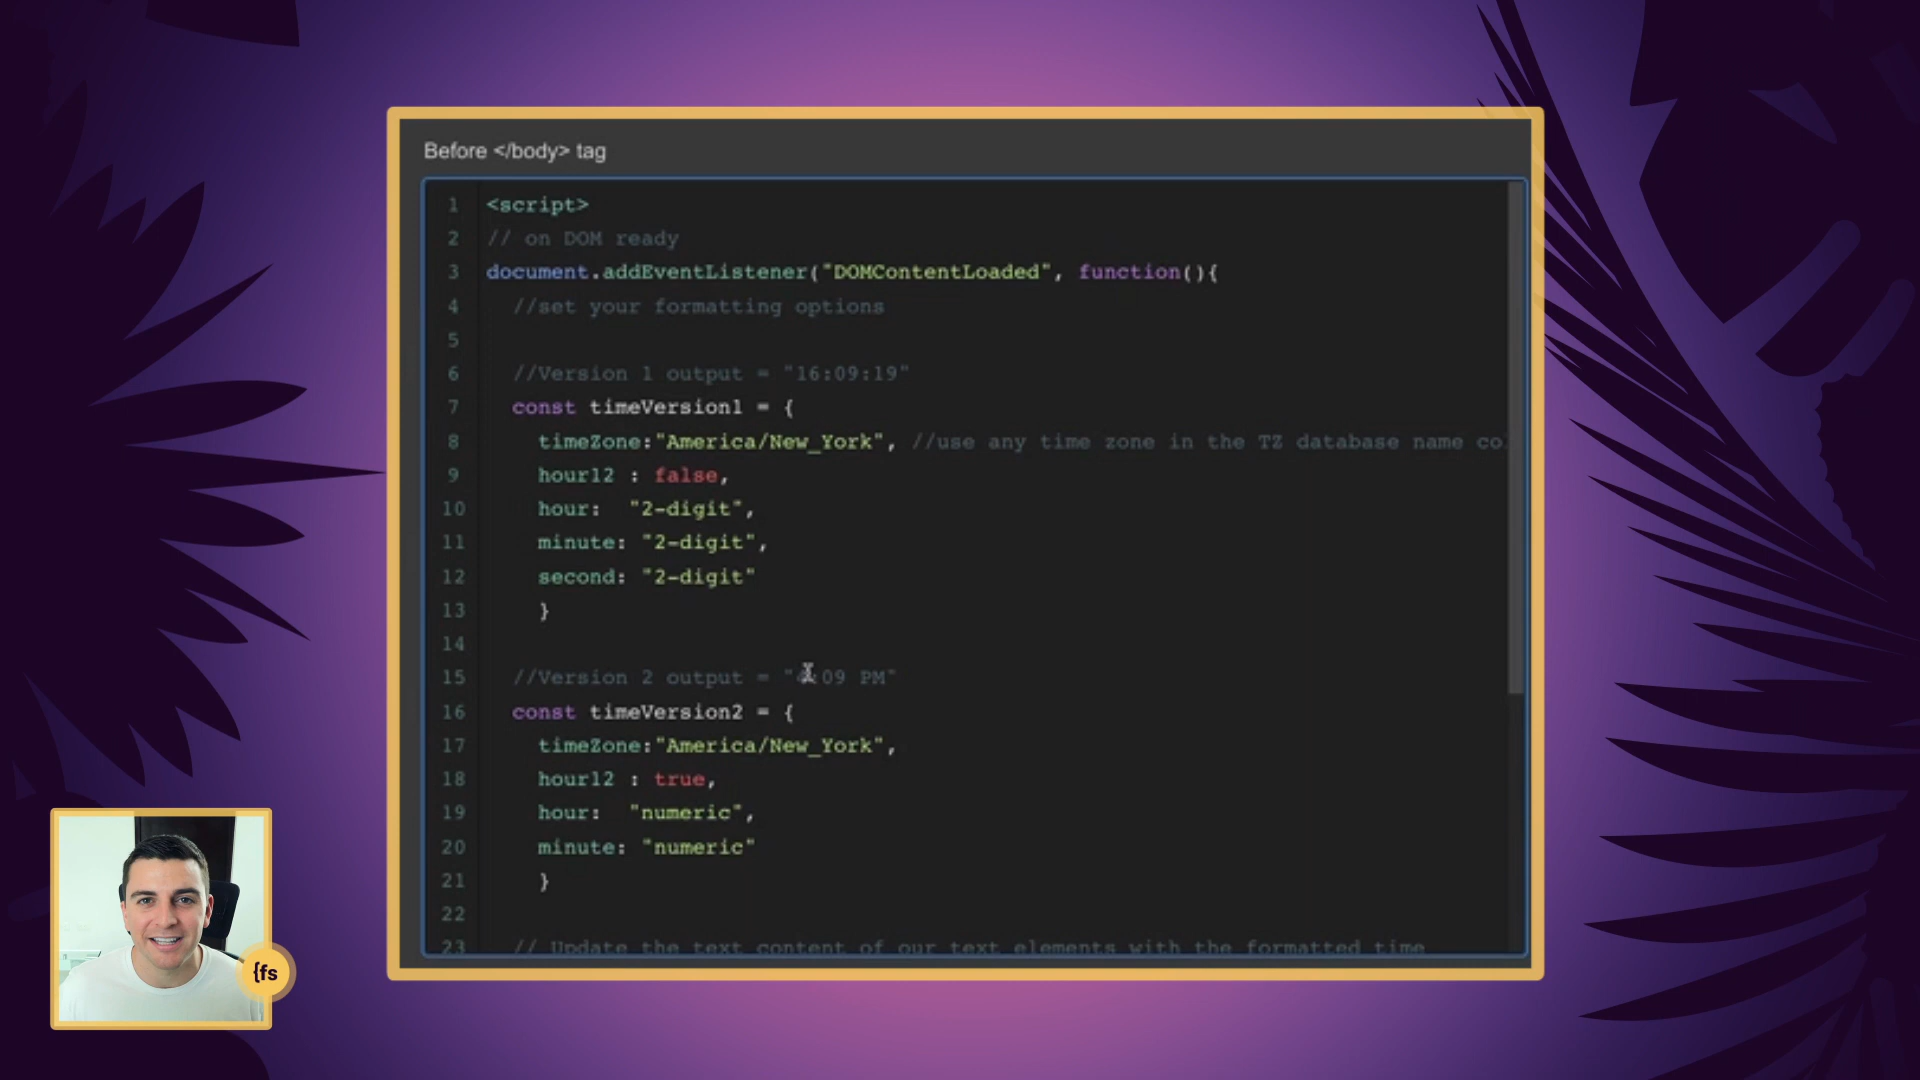 Before </body> tag
1 <script>
2 // on DOM ready
3 document.addEventListener("DOMContentLoaded", function(){
4 //set your formatting options
5
6 //Version 1 output = "16:09:19"
7 const timeVersion1 = {
8 timeZone:"America/New_York", //use any time zone in the TZ database name co
9 hour12 : false,
10 hour: "2-digit",
11 minute: "2-digit",
12 second: "2-digit"
13 }
14
15 //Version 2 output = ":09 PM"
16 const timeVersion2 = {
17 timeZone:"America/New_York",
18 hour12 : true,
19 hour: "numeric",
20 minute: "numeric"
21 }
22
23 // Update the text content of our text elements with the formatted time
{fs